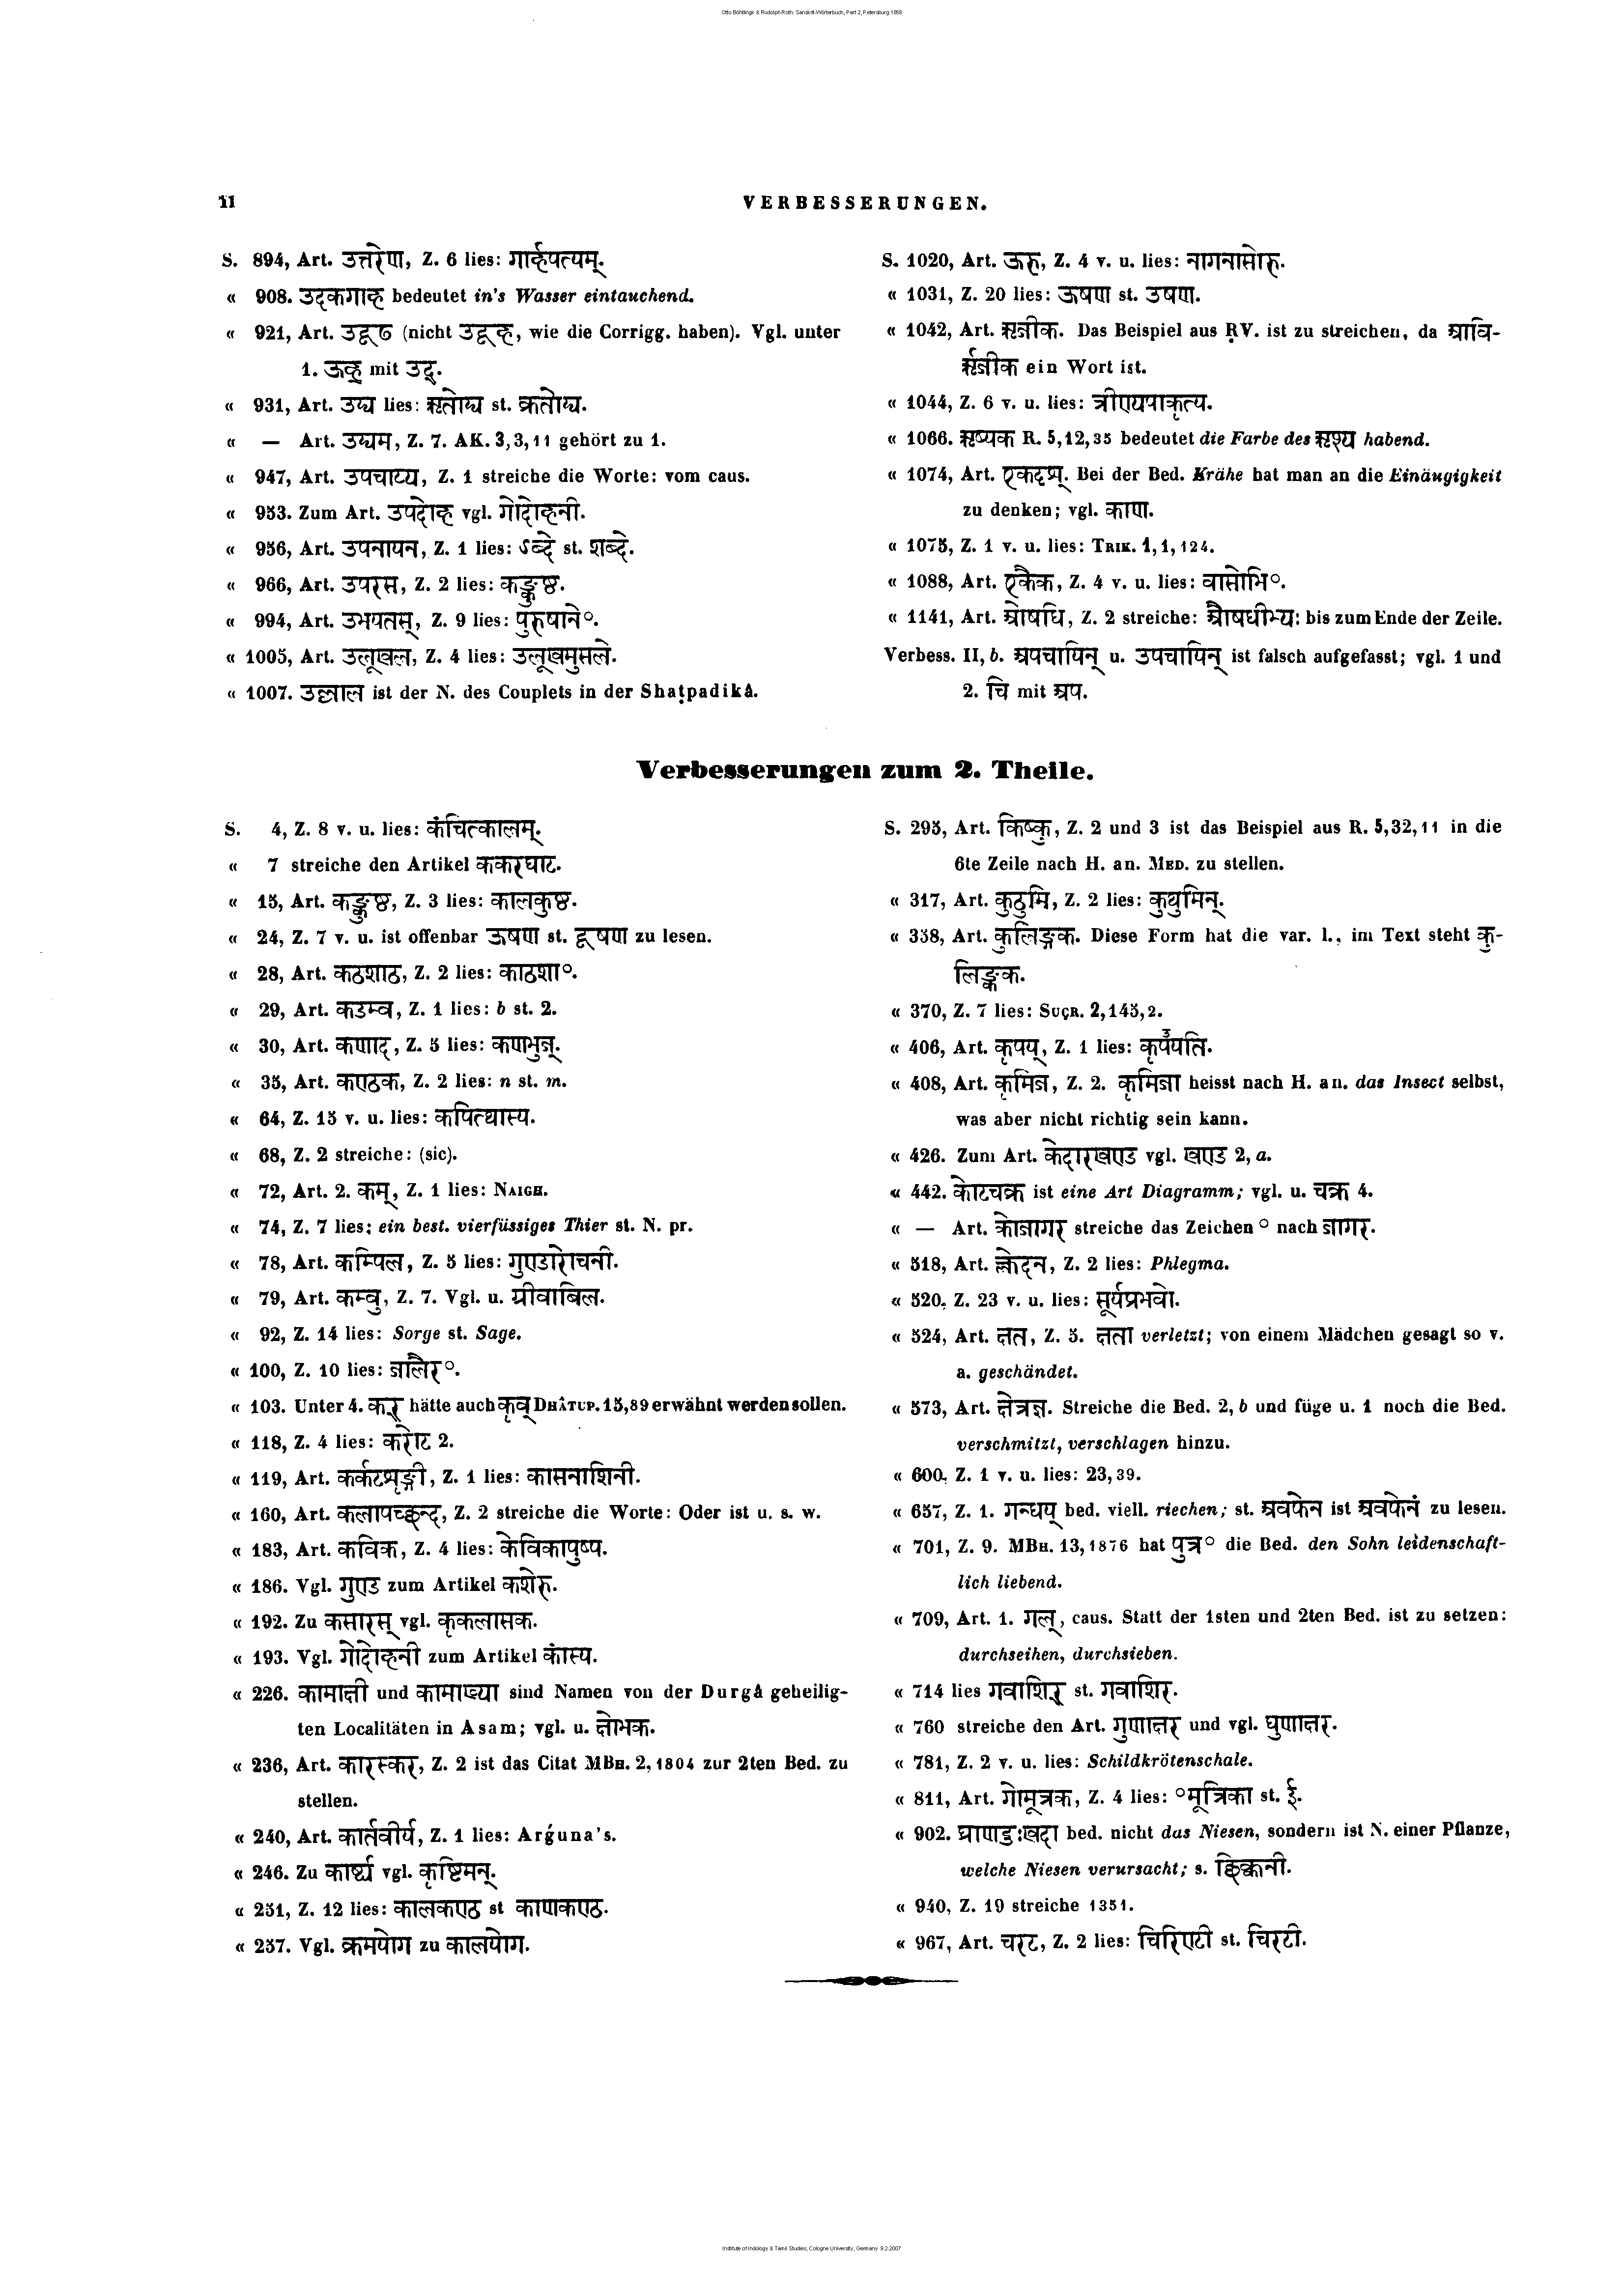 Otto Böhtlingk & Rudolph Roth: Sanskrit-Wörterbuch, Part 2, Petersburg 1858
II
VERBESSERUNGEN.
S. 894, Art. उत्तरेण, Z. 6 lies: गार्हपत्यम्.
« 908. उदकगाह bedeutet in's Wasser eintauchend.
« 921, Art. उद्रूढ (nicht उद्रूह, wie die Corrigg. haben). Vgl. unter
1. ऊह् mit उद्.
« 931, Art. उद्य lies: ऋतोद्य st. क्रतोद्य.
« — Art. उद्यम, Z. 7. AK. 3,3,11 gehört zu 1.
« 947, Art. उपचाय्य, Z. 1 streiche die Worte: vom caus.
« 953. Zum Art. उपदोह vgl. गोदोहनी.
« 956, Art. उपनायन, Z. 1 lies: ऽब्दे st. शब्दे.
« 966, Art. उपरस, Z. 2 lies: कङ्कुष्ठ.
« 994, Art. उभयतस्, Z. 9 lies: पुरुषाने°.
« 1005, Art. उलूखल, Z. 4 lies: उलूखमुसले.
« 1007. उल्लाल ist der N. des Couplets in der Shaṭpadikâ.
S. 1020, Art. ऊरु, Z. 4 v. u. lies: नागनासोरु.
« 1031, Z. 20 lies: ऊषण st. उषण.
« 1042, Art. ऋजीक. Das Beispiel aus ṚV. ist zu streichen, da आवि-
र्ऋजीक ein Wort ist.
« 1044, Z. 6 v. u. lies: त्रीण्यपाकृत्य.
« 1066. ऋष्यक R. 5,12,35 bedeutet die Farbe des ऋश्य habend.
« 1074, Art. एकदृश्. Bei der Bed. Krähe hat man an die Einäugigkeit
zu denken; vgl. काण.
« 1075, Z. 1 v. u. lies: Trik. 1,1,124.
« 1088, Art. एकैक, Z. 4 v. u. lies: वासोभि°.
« 1141, Art. ओषधि, Z. 2 streiche: औषधीभ्य: bis zum Ende der Zeile.
Verbess. II, b. अपचायिन् u. उपचायिन् ist falsch aufgefasst; vgl. 1 und
2. चि mit अप.
Verbesserungen zum 2. Theile.
S. 4, Z. 8 v. u. lies: कंचित्कालम्.
« 7 streiche den Artikel ककरघाट.
« 15, Art. कङ्कुष्ठ, Z. 3 lies: कालकुष्ठ.
« 24, Z. 7 v. u. ist offenbar ऊषण st. दूषण zu lesen.
« 28, Art. कठशाठ, Z. 2 lies: काठशा°.
« 29, Art. कडम्ब, Z. 1 lies: b st. 2.
« 30, Art. कणाद, Z. 5 lies: कणभुज्.
« 35, Art. कण्ठक, Z. 2 lies: n st. m.
« 64, Z. 15 v. u. lies: कपित्थास्य.
« 68, Z. 2 streiche: (sic).
« 72, Art. 2. कम्, Z. 1 lies: Naigh.
« 74, Z. 7 lies: ein best. vierfüssiges Thier st. N. pr.
« 78, Art. कम्पिल, Z. 5 lies: गुण्डारोचनी.
« 79, Art. कम्बु, Z. 7. Vgl. u. ग्रीवाबिल.
« 92, Z. 14 lies: Sorge st. Sage.
« 100, Z. 10 lies: जालैर°.
« 103. Unter 4. कर् hätte auch कृव् Dhâtup. 15,89 erwähnt werden sollen.
« 118, Z. 4 lies: करोट 2.
« 119, Art. कर्कटशृङ्गी, Z. 1 lies: कासनाशिनी.
« 160, Art. कलापच्छन्द, Z. 2 streiche die Worte: Oder ist u. s. w.
« 183, Art. कविक, Z. 4 lies: केविकापुष्प.
« 186. Vgl. गुण्ड zum Artikel कशेरु.
« 192. Zu कसारस् vgl. कृकलासक.
« 193. Vgl. गोदोहनी zum Artikel कांस्य.
« 226. कामाक्षी und कामाख्या sind Namen von der Durgâ geheilig-
ten Localitäten in Asam; vgl. u. क्षोभक.
« 236, Art. कारस्कर, Z. 2 ist das Citat MBh. 2,1804 zur 2ten Bed. zu
stellen.
« 240, Art. कार्तवीर्य, Z. 1 lies: Arǵuna's.
« 246. Zu कार्ष्य vgl. कृष्टिमन्.
« 251, Z. 12 lies: कालकण्ठ st काणकण्ठ.
« 257. Vgl. क्रमयोग zu कालयोग.
S. 295, Art. किष्कु, Z. 2 und 3 ist das Beispiel aus R. 5,32,11 in die
6te Zeile nach H. an. Med. zu stellen.
« 317, Art. कुठुमि, Z. 2 lies: कुथुमिन्.
« 358, Art. कुलिङ्गक. Diese Form hat die var. l., im Text steht कु-
लिङ्कक.
« 370, Z. 7 lies: Suçr. 2,145,2.
« 406, Art. कृपय्, Z. 1 lies: कृपयति.
« 408, Art. कृमिज, Z. 2. कृमिजा heisst nach H. an. das Insect selbst,
was aber nicht richtig sein kann.
« 426. Zum Art. केदारखण्ड vgl. खण्ड 2, a.
« 442. कोटचक्र ist eine Art Diagramm; vgl. u. चक्र 4.
« — Art. कोजागर streiche das Zeichen ° nach जागर.
« 518, Art. क्लेदन, Z. 2 lies: Phlegma.
« 520, Z. 23 v. u. lies: सूर्यप्रभवो.
« 524, Art. क्षत, Z. 5. क्षता verletzt; von einem Mädchen gesagt so v.
a. geschändet.
« 573, Art. क्षेत्रज्ञ. Streiche die Bed. 2, b und füge u. 1 noch die Bed.
verschmitzt, verschlagen hinzu.
« 600, Z. 1 v. u. lies: 23,39.
« 657, Z. 1. गन्धय् bed. viell. riechen; st. अवफेन ist अवफेनं zu lesen.
« 701, Z. 9. MBh. 13,1876 hat पुत्र° die Bed. den Sohn leidenschaft-
lich liebend.
« 709, Art. 1. गल्, caus. Statt der 1sten und 2ten Bed. ist zu setzen:
durchseihen, durchsieben.
« 714 lies गवाशिर् st. गवाशिर.
« 760 streiche den Art. गुणाक्षर und vgl. घुणाक्षर.
« 781, Z. 2 v. u. lies: Schildkrötenschale.
« 811, Art. गोमूत्रक, Z. 4 lies: °मूत्रिका st. ई.
« 902. घ्राणदुःखदा bed. nicht das Niesen, sondern ist N. einer Pflanze,
welche Niesen verursacht; s. छिक्कनी.
« 940, Z. 19 streiche 1351.
« 967, Art. चरट, Z. 2 lies: चिरिण्टी st. चिरटी.
Institute of Indology & Tamil Studies, Cologne University, Germany 9.2.2007